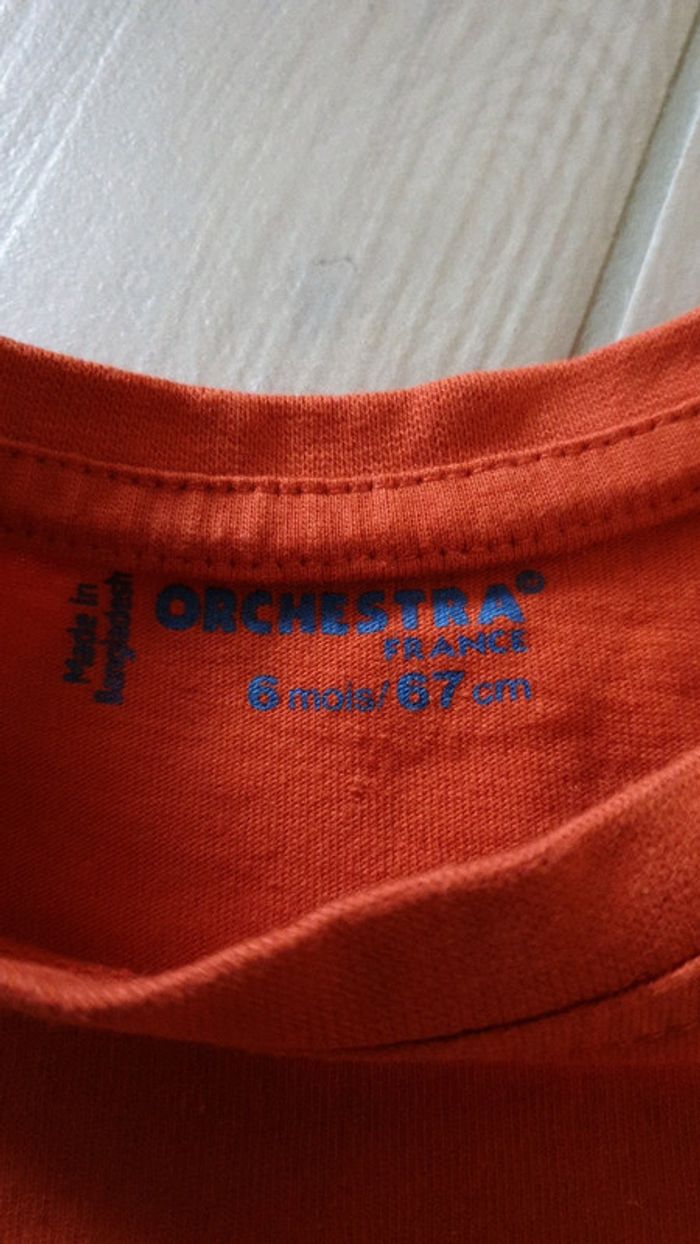 ORCHESTRA
FRANCE
6 mois/ 67 cm
Made in
Bangladesh